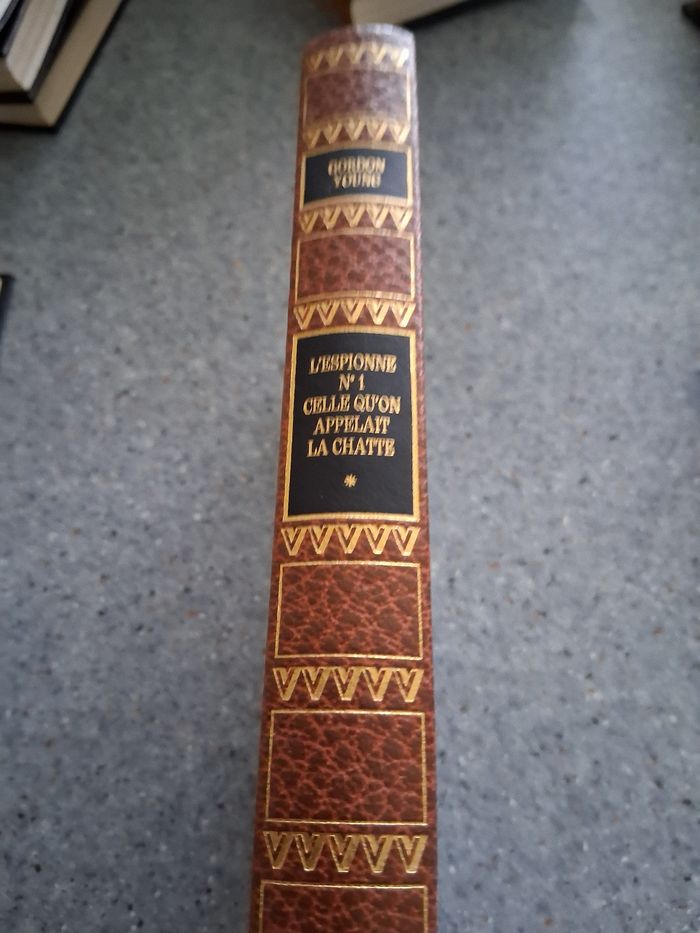 GORDON
YOUNG
L'ESPIONNE
N° 1
CELLE QU'ON
APPELAIT
LA CHATTE
*